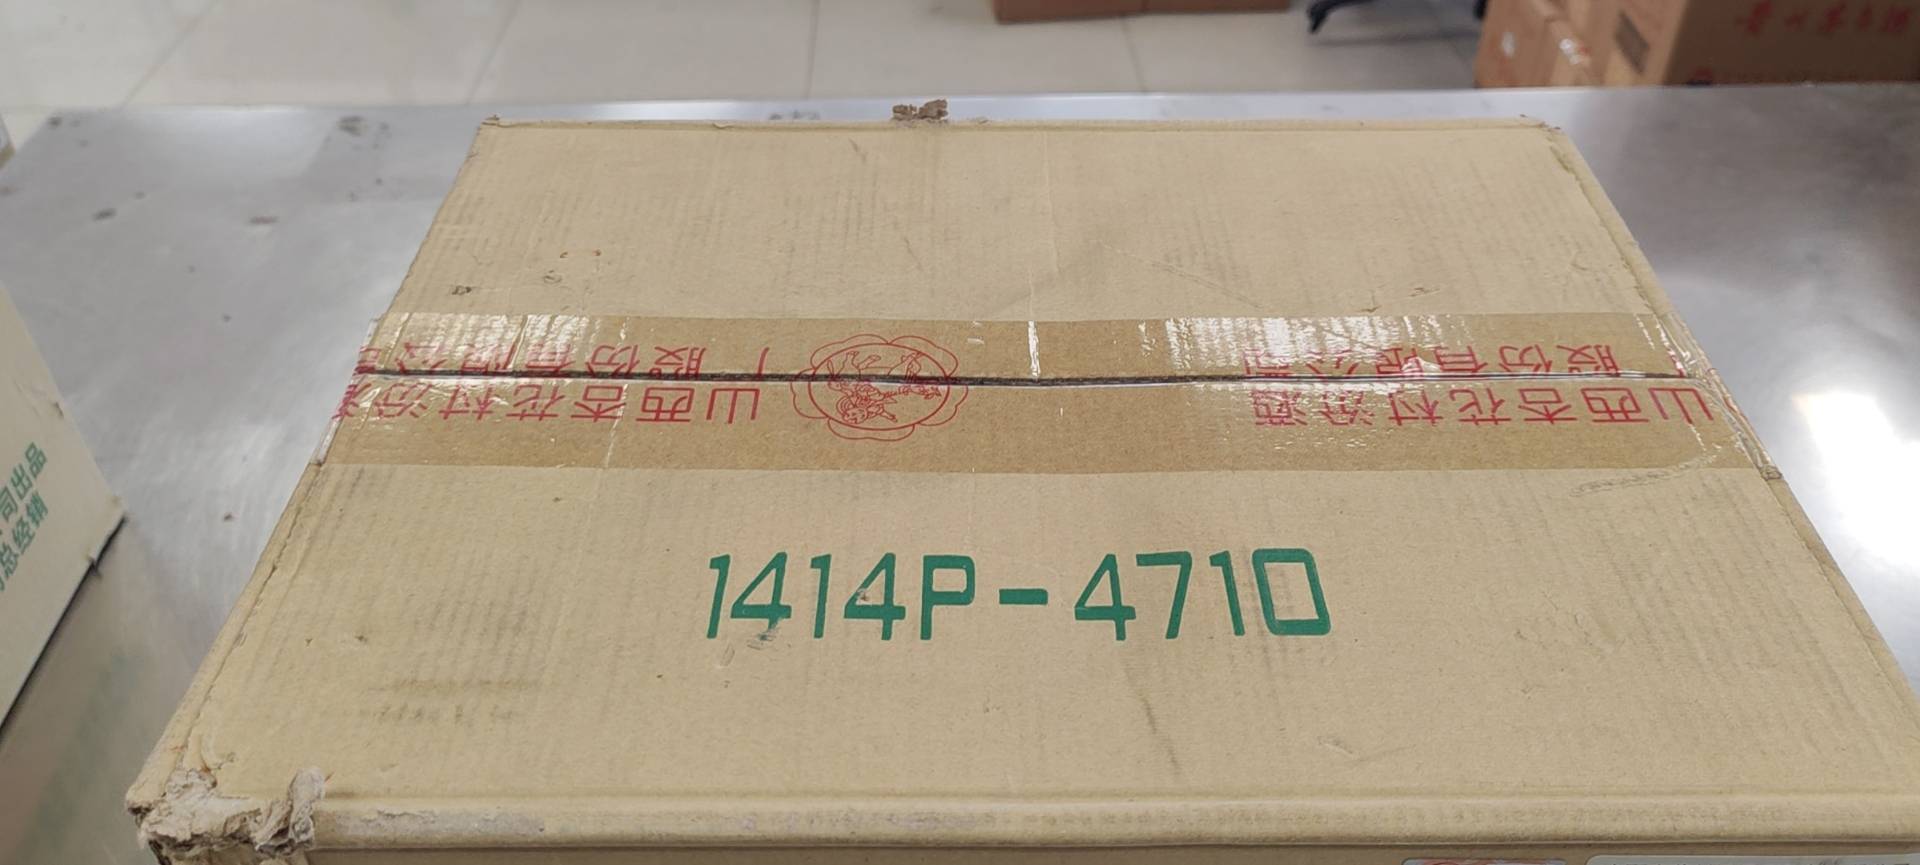 山西杏花村汾酒
厂股份有限公司
山西杏花村汾酒
厂股份有限公司
1414P-4710
出品
总经销